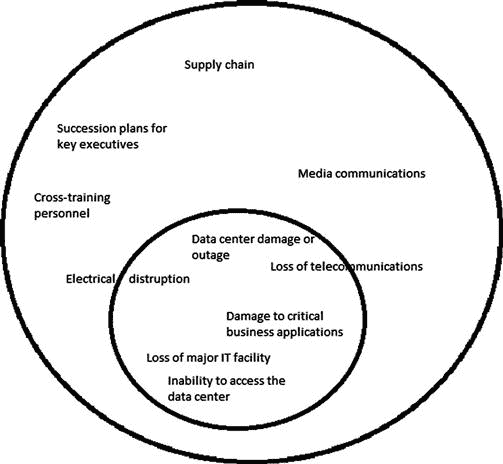 Supply chain
Succession plans for
key executives
Media communications
Cross-training
personnel
Data center damage or
outage
Loss of telecommunications
Electrical distruption
Damage to critical
business applications
Loss of major IT facility
Inability to access the
data center